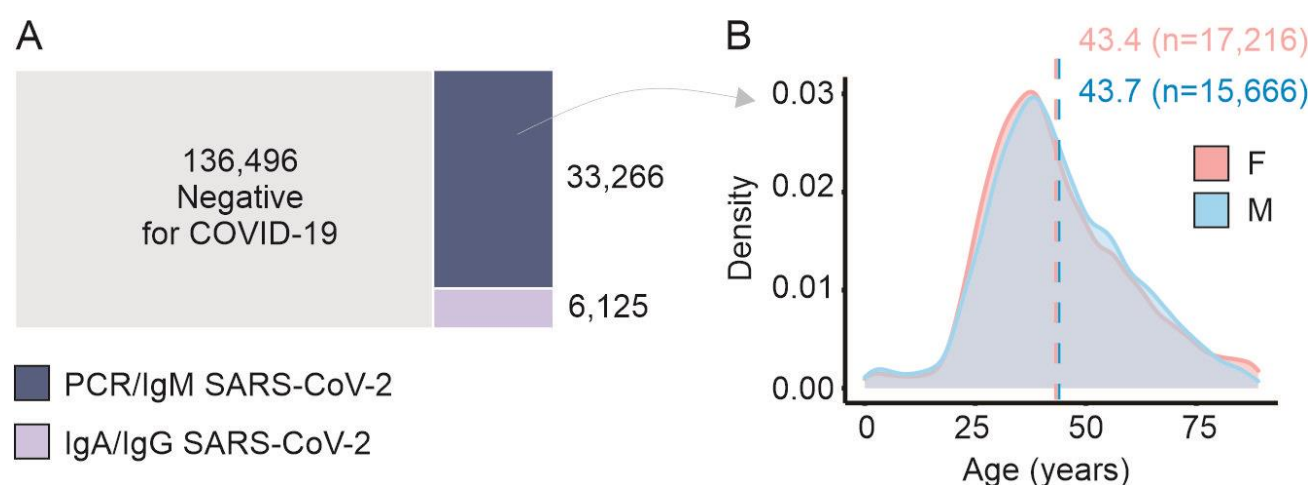 A
136,496
Negative
for COVID-19
33,266
6,125
PCR/IgM SARS-CoV-2
IgA/IgG SARS-CoV-2
B
43.4 (n=17,216)
43.7 (n=15,666)
F
M
Density
0.03
0.02
0.01
0.00
0
25
50
75
Age (years)